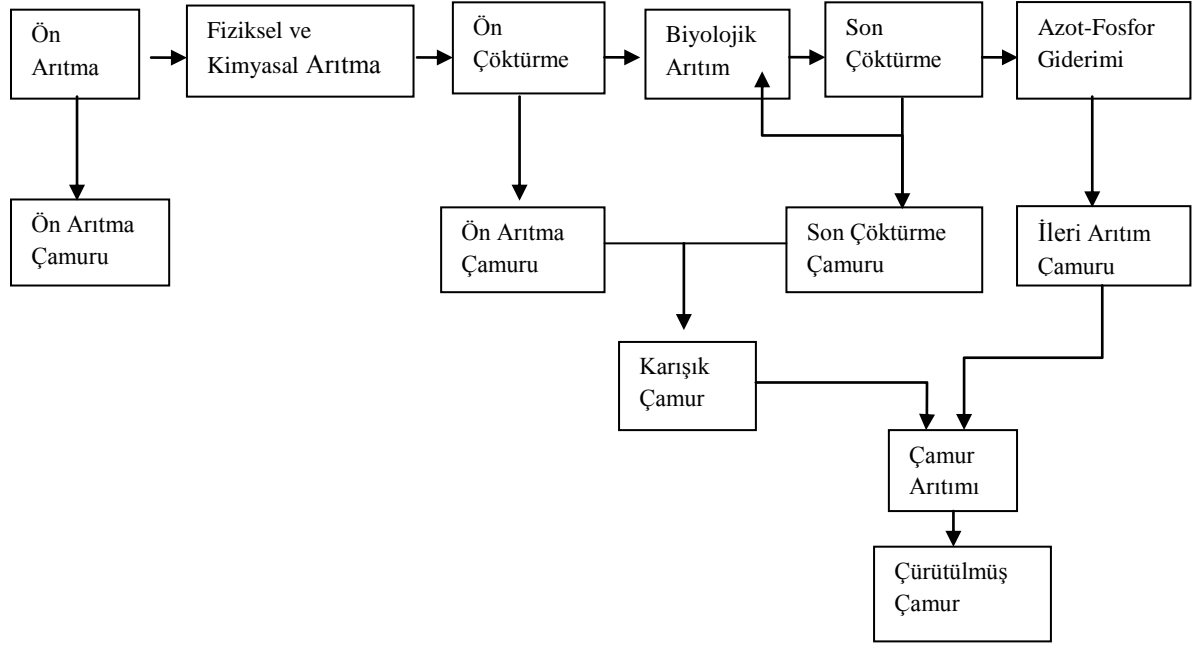 Ön
Arıtma
Fiziksel ve
Kimyasal Arıtma
Ön
Çöktürme
Biyolojik
Arıtım
Son
Çöktürme
Azot-Fosfor
Giderimi
Ön Arıtma
Çamuru
Ön Arıtma
Çamuru
Son Çöktürme
Çamuru
İleri Arıtım
Çamuru
Karışık
Çamur
Çamur
Arıtımı
Çürütülmüş
Çamur